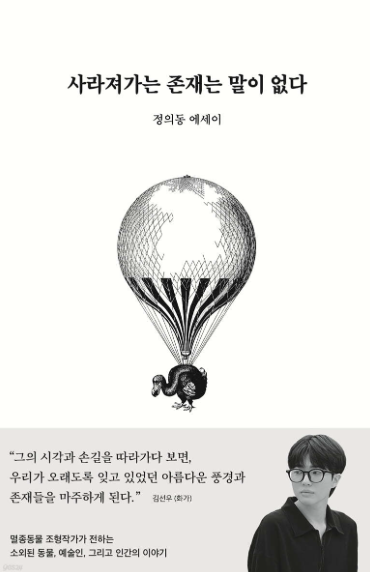 사라져가는 존재는 말이 없다
정의동 에세이
“그의 시각과 손길을 따라가다 보면,
우리가 오래도록 잊고 있었던 아름다운 풍경과
존재들을 마주하게 된다.” 김선우 (화가)
멸종동물 조형작가가 전하는
소외된 동물, 예술인, 그리고 인간의 이야기